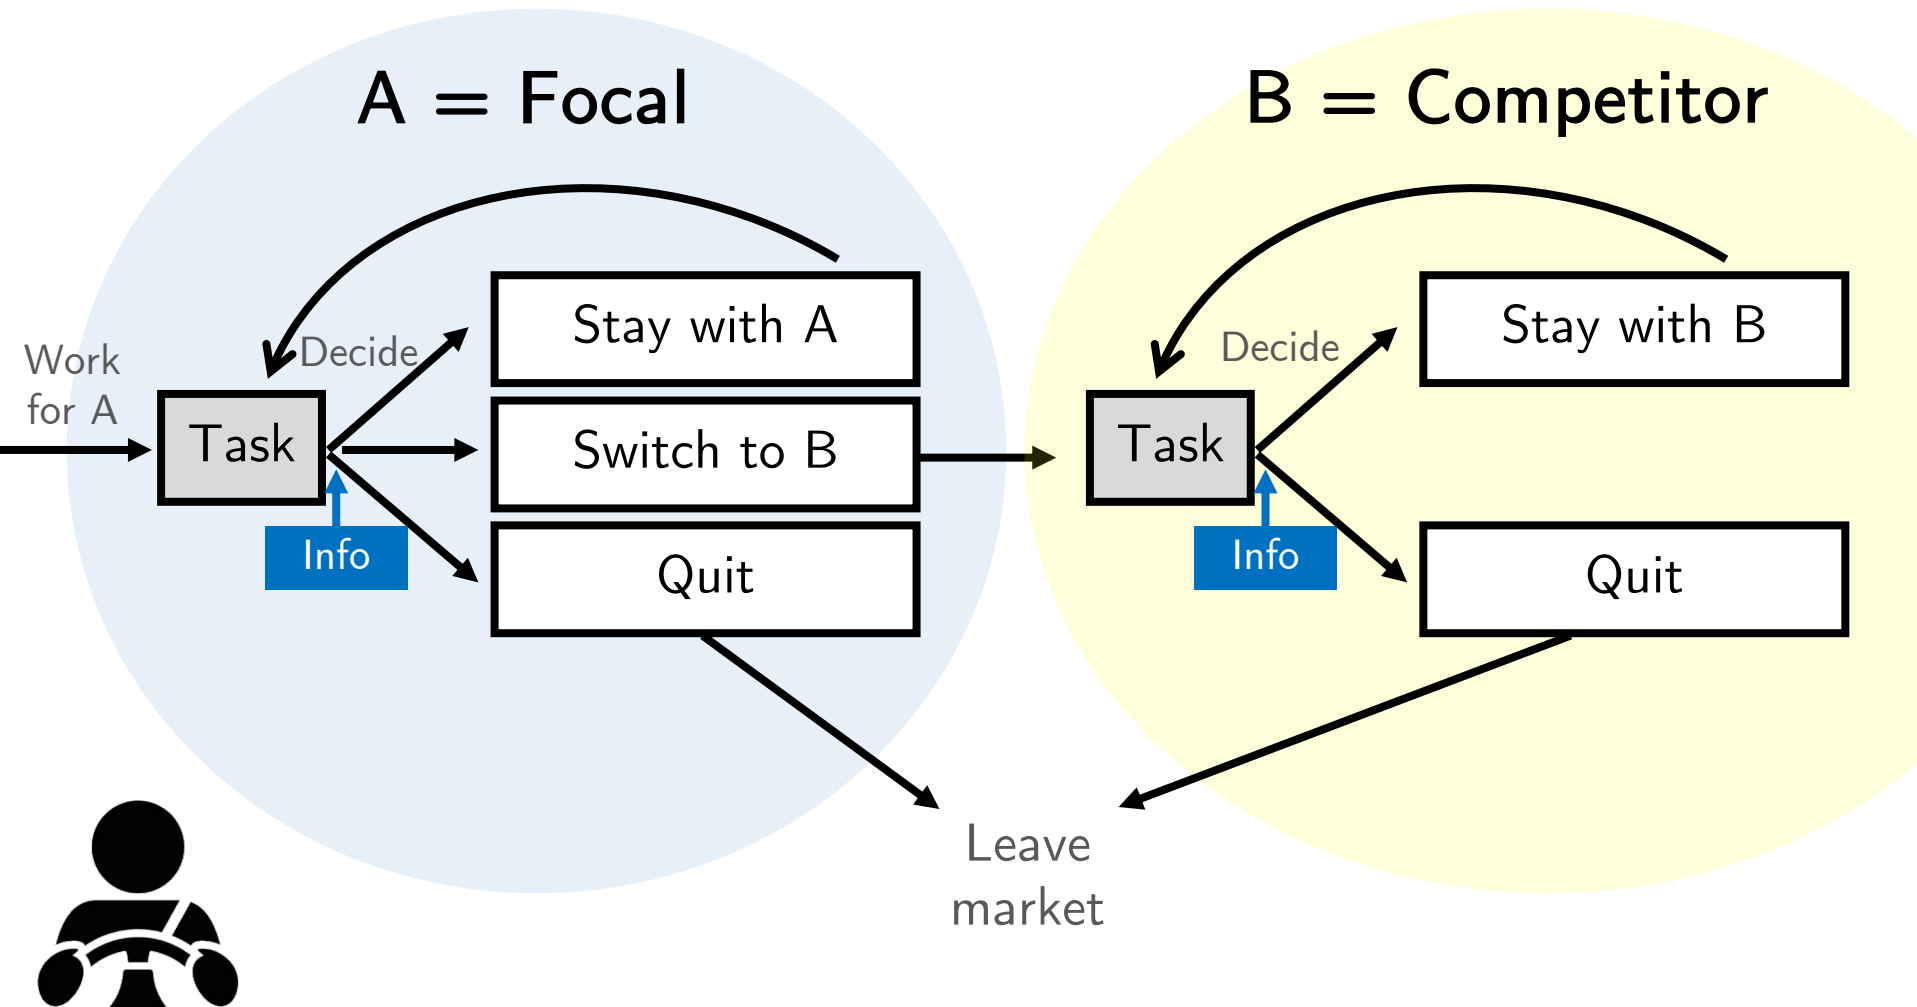 A = Focal
Work
for A
Task
Decide
Info
Stay with A
Switch to B
Quit
B = Competitor
Task
Decide
Info
Stay with B
Quit
Leave
market